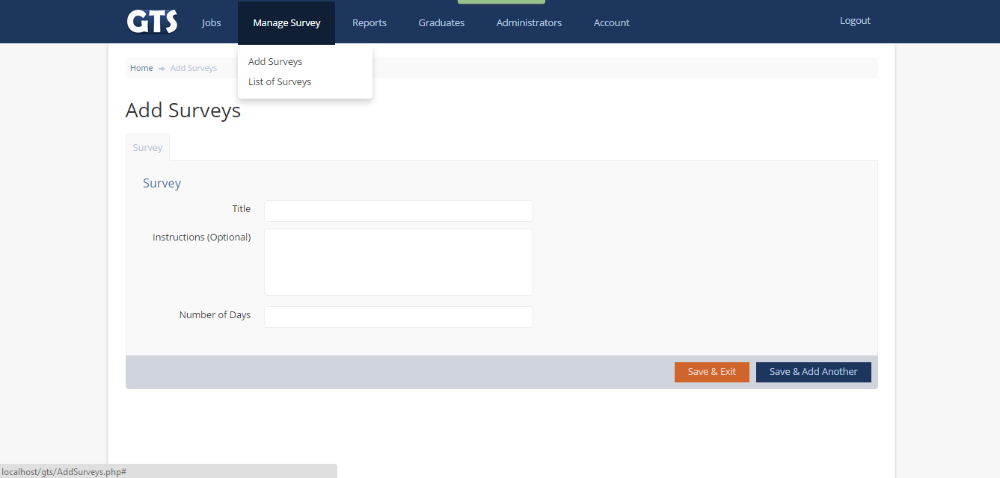 GTS Jobs Manage Survey Reports Graduates Administrators Account Logout
Add Surveys
List of Surveys
Home Add Surveys
Add Surveys
Survey
Survey
Title
Instructions (Optional)
Number of Days
Save & Exit Save & Add Another
localhost/gts/AddSurveys.php#